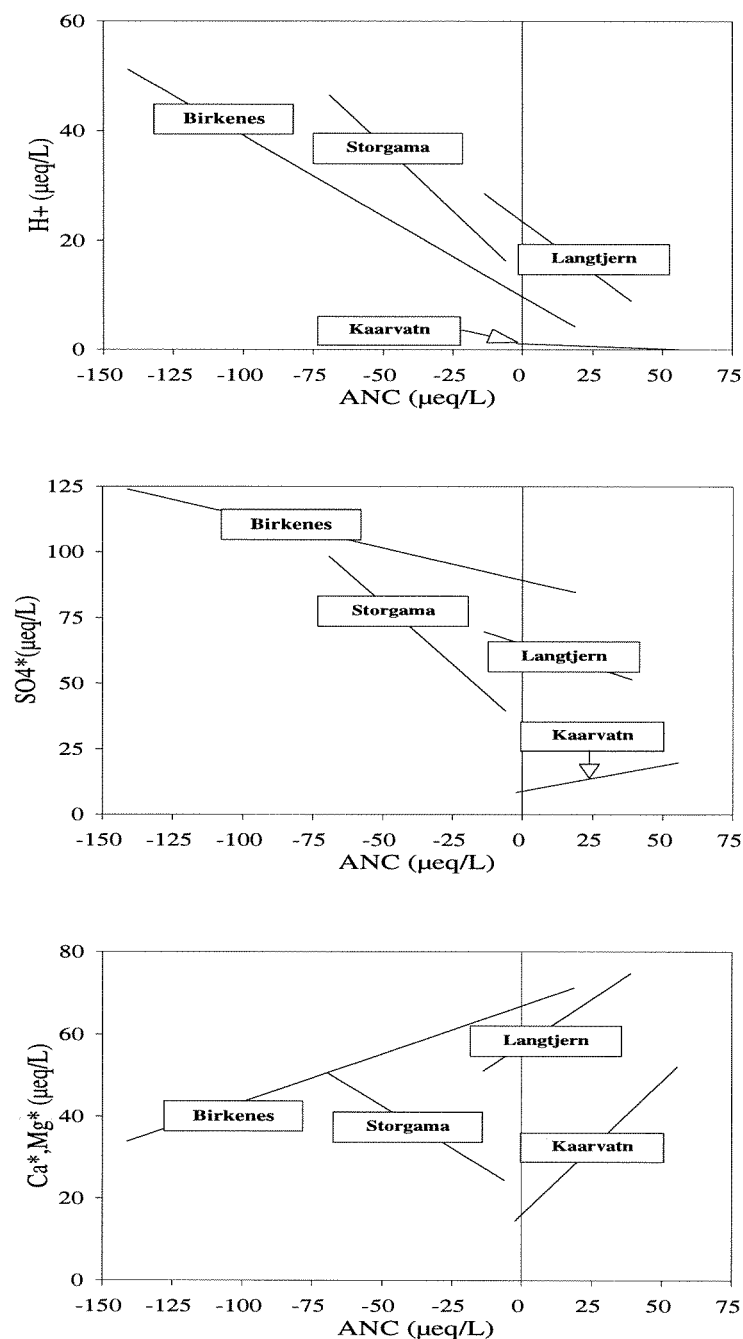 60
40
20
0
H+ (µeq/L)
Birkenes
Storgama
Langtjern
Kaarvatn
-150 -125 -100 -75 -50 -25 0 25 50 75
ANC (µeq/L)
125
100
75
50
25
0
SO4*(µeq/L)
Birkenes
Storgama
Langtjern
Kaarvatn
-150 -125 -100 -75 -50 -25 0 25 50 75
ANC (µeq/L)
80
60
40
20
0
Ca*,Mg* (µeq/L)
Langtjern
Birkenes
Storgama
Kaarvatn
-150 -125 -100 -75 -50 -25 0 25 50 75
ANC (µeq/L)